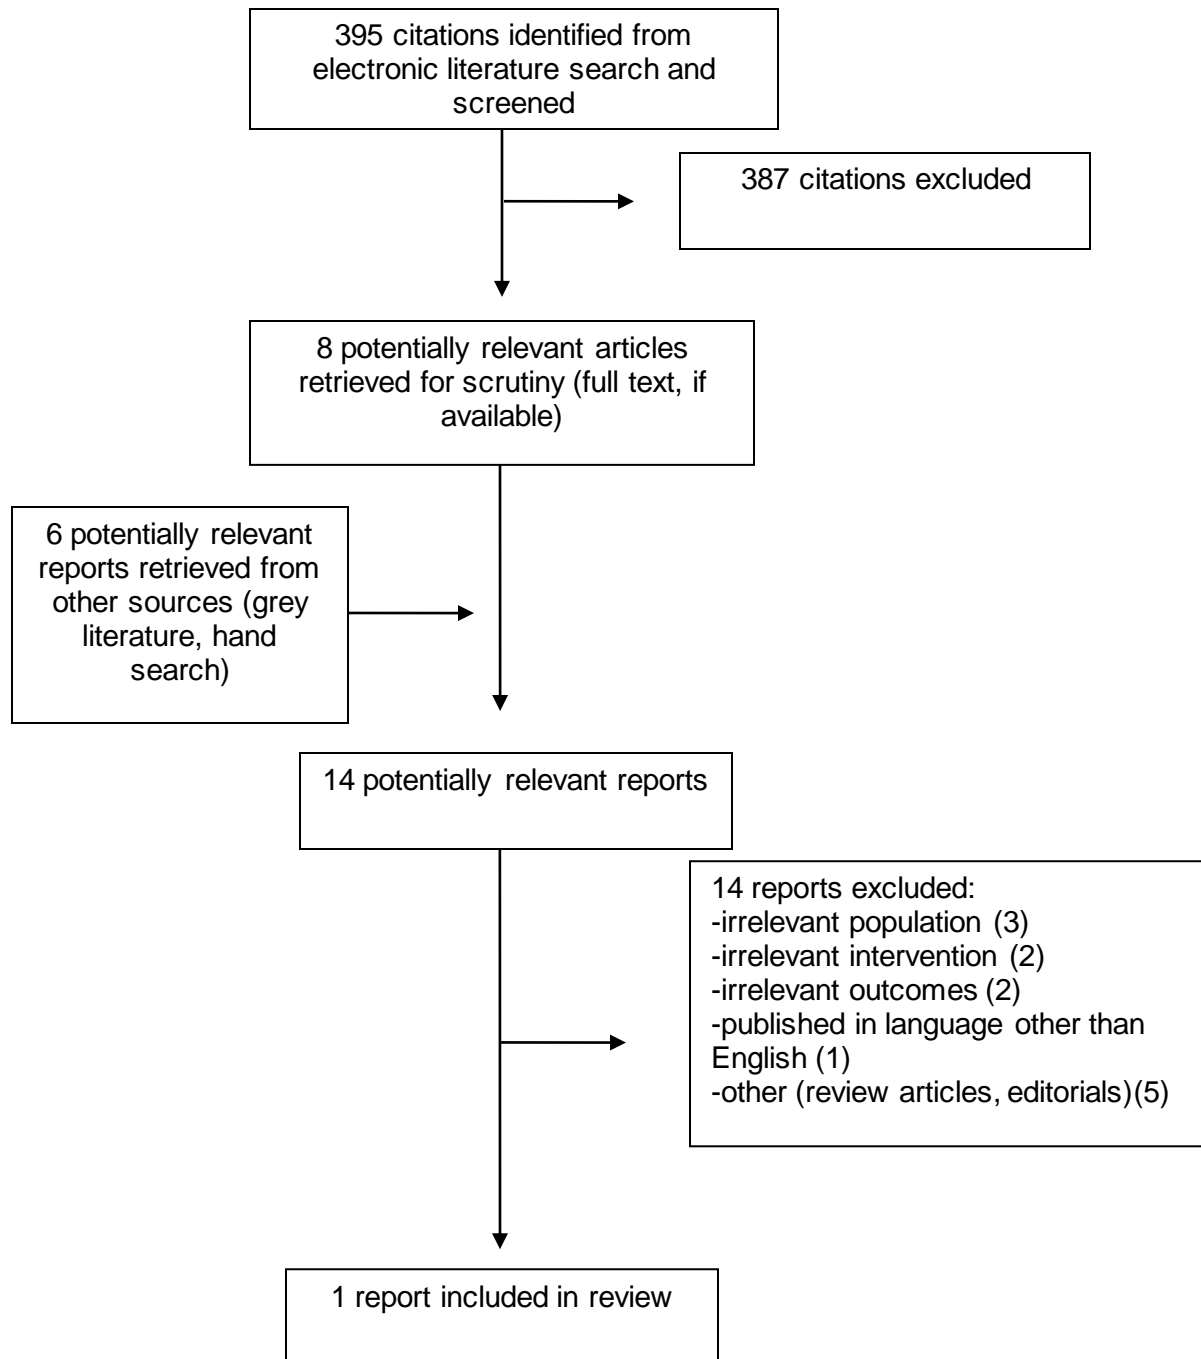 395 citations identified from
electronic literature search and
screened
387 citations excluded
8 potentially relevant articles
retrieved for scrutiny (full text, if
available)
6 potentially relevant
reports retrieved from
other sources (grey
literature, hand
search)
14 potentially relevant reports
14 reports excluded:
-irrelevant population (3)
-irrelevant intervention (2)
-irrelevant outcomes (2)
-published in language other than
English (1)
-other (review articles, editorials)(5)
1 report included in review